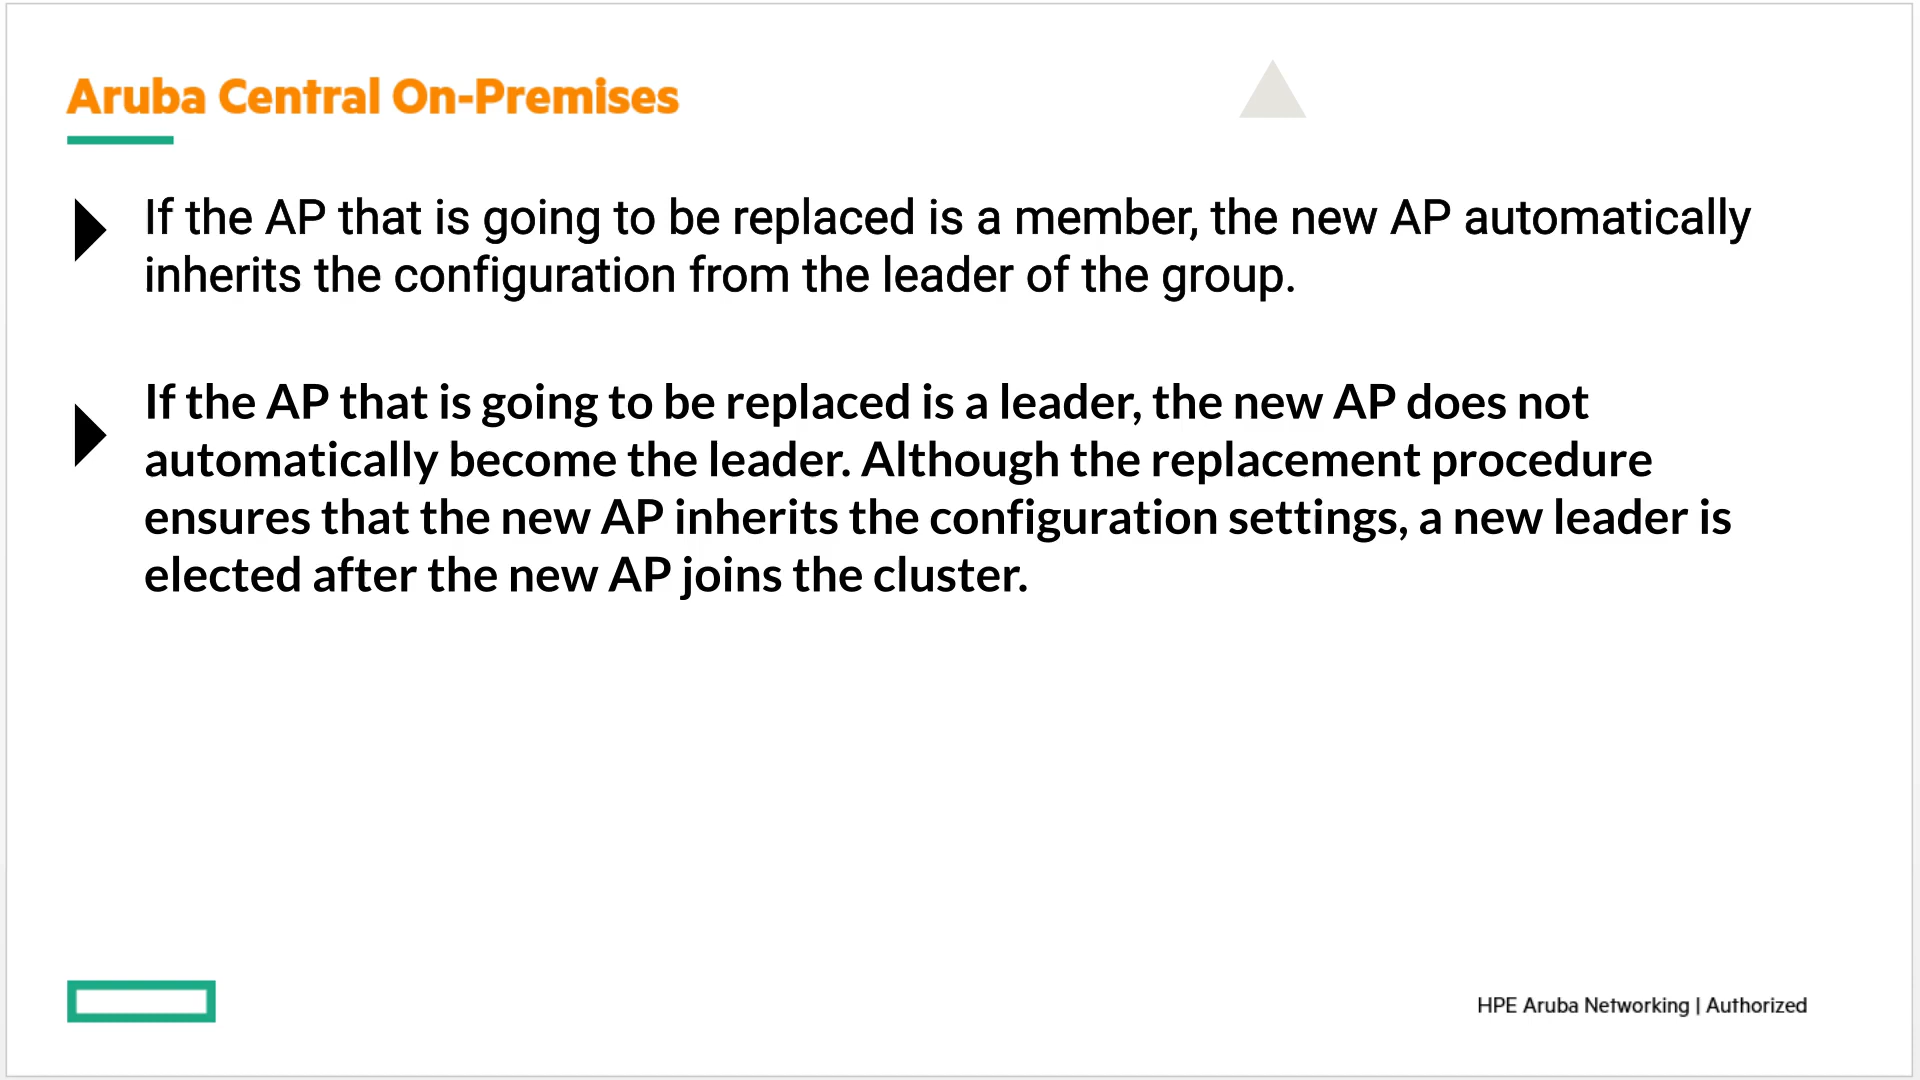 Aruba Central On-Premises
If the AP that is going to be replaced is a member, the new AP automatically
inherits the configuration from the leader of the group.
If the AP that is going to be replaced is a leader, the new AP does not
automatically become the leader. Although the replacement procedure
ensures that the new AP inherits the configuration settings, a new leader is
elected after the new AP joins the cluster.
HPE Aruba Networking | Authorized